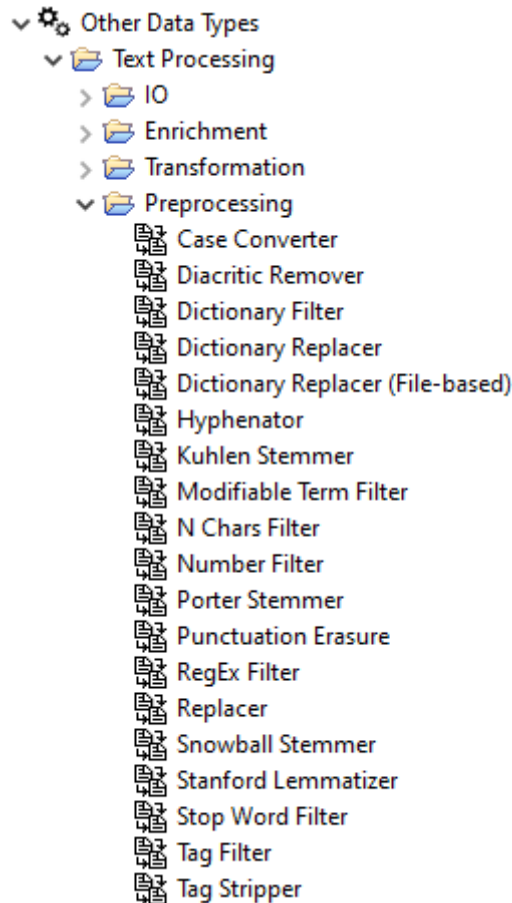 Other Data Types
Text Processing
IO
Enrichment
Transformation
Preprocessing
Case Converter
Diacritic Remover
Dictionary Filter
Dictionary Replacer
Dictionary Replacer (File-based)
Hyphenator
Kuhlen Stemmer
Modifiable Term Filter
N Chars Filter
Number Filter
Porter Stemmer
Punctuation Erasure
RegEx Filter
Replacer
Snowball Stemmer
Stanford Lemmatizer
Stop Word Filter
Tag Filter
Tag Stripper